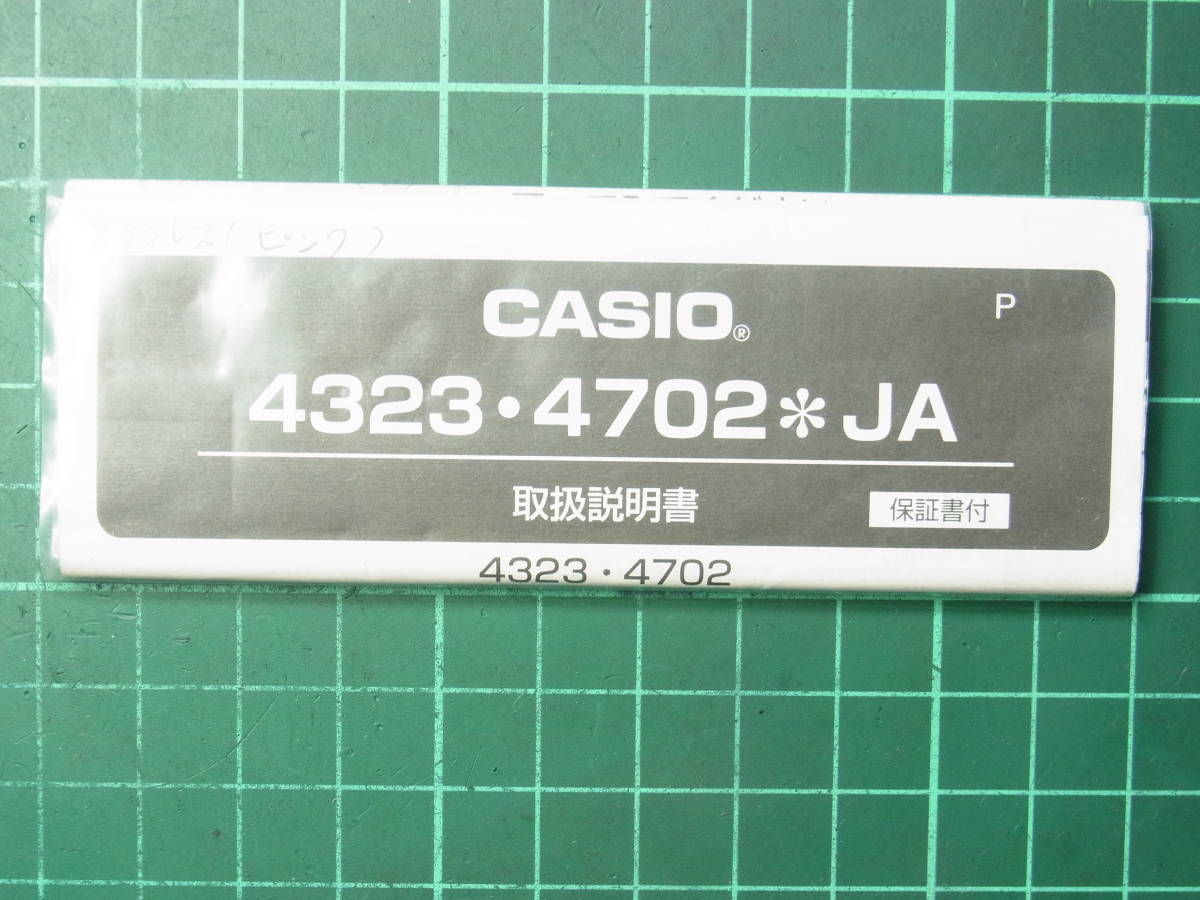 ステンレス(ピンク)
CASIO®
P
4323・4702＊JA
取扱説明書
保証書付
4323・4702